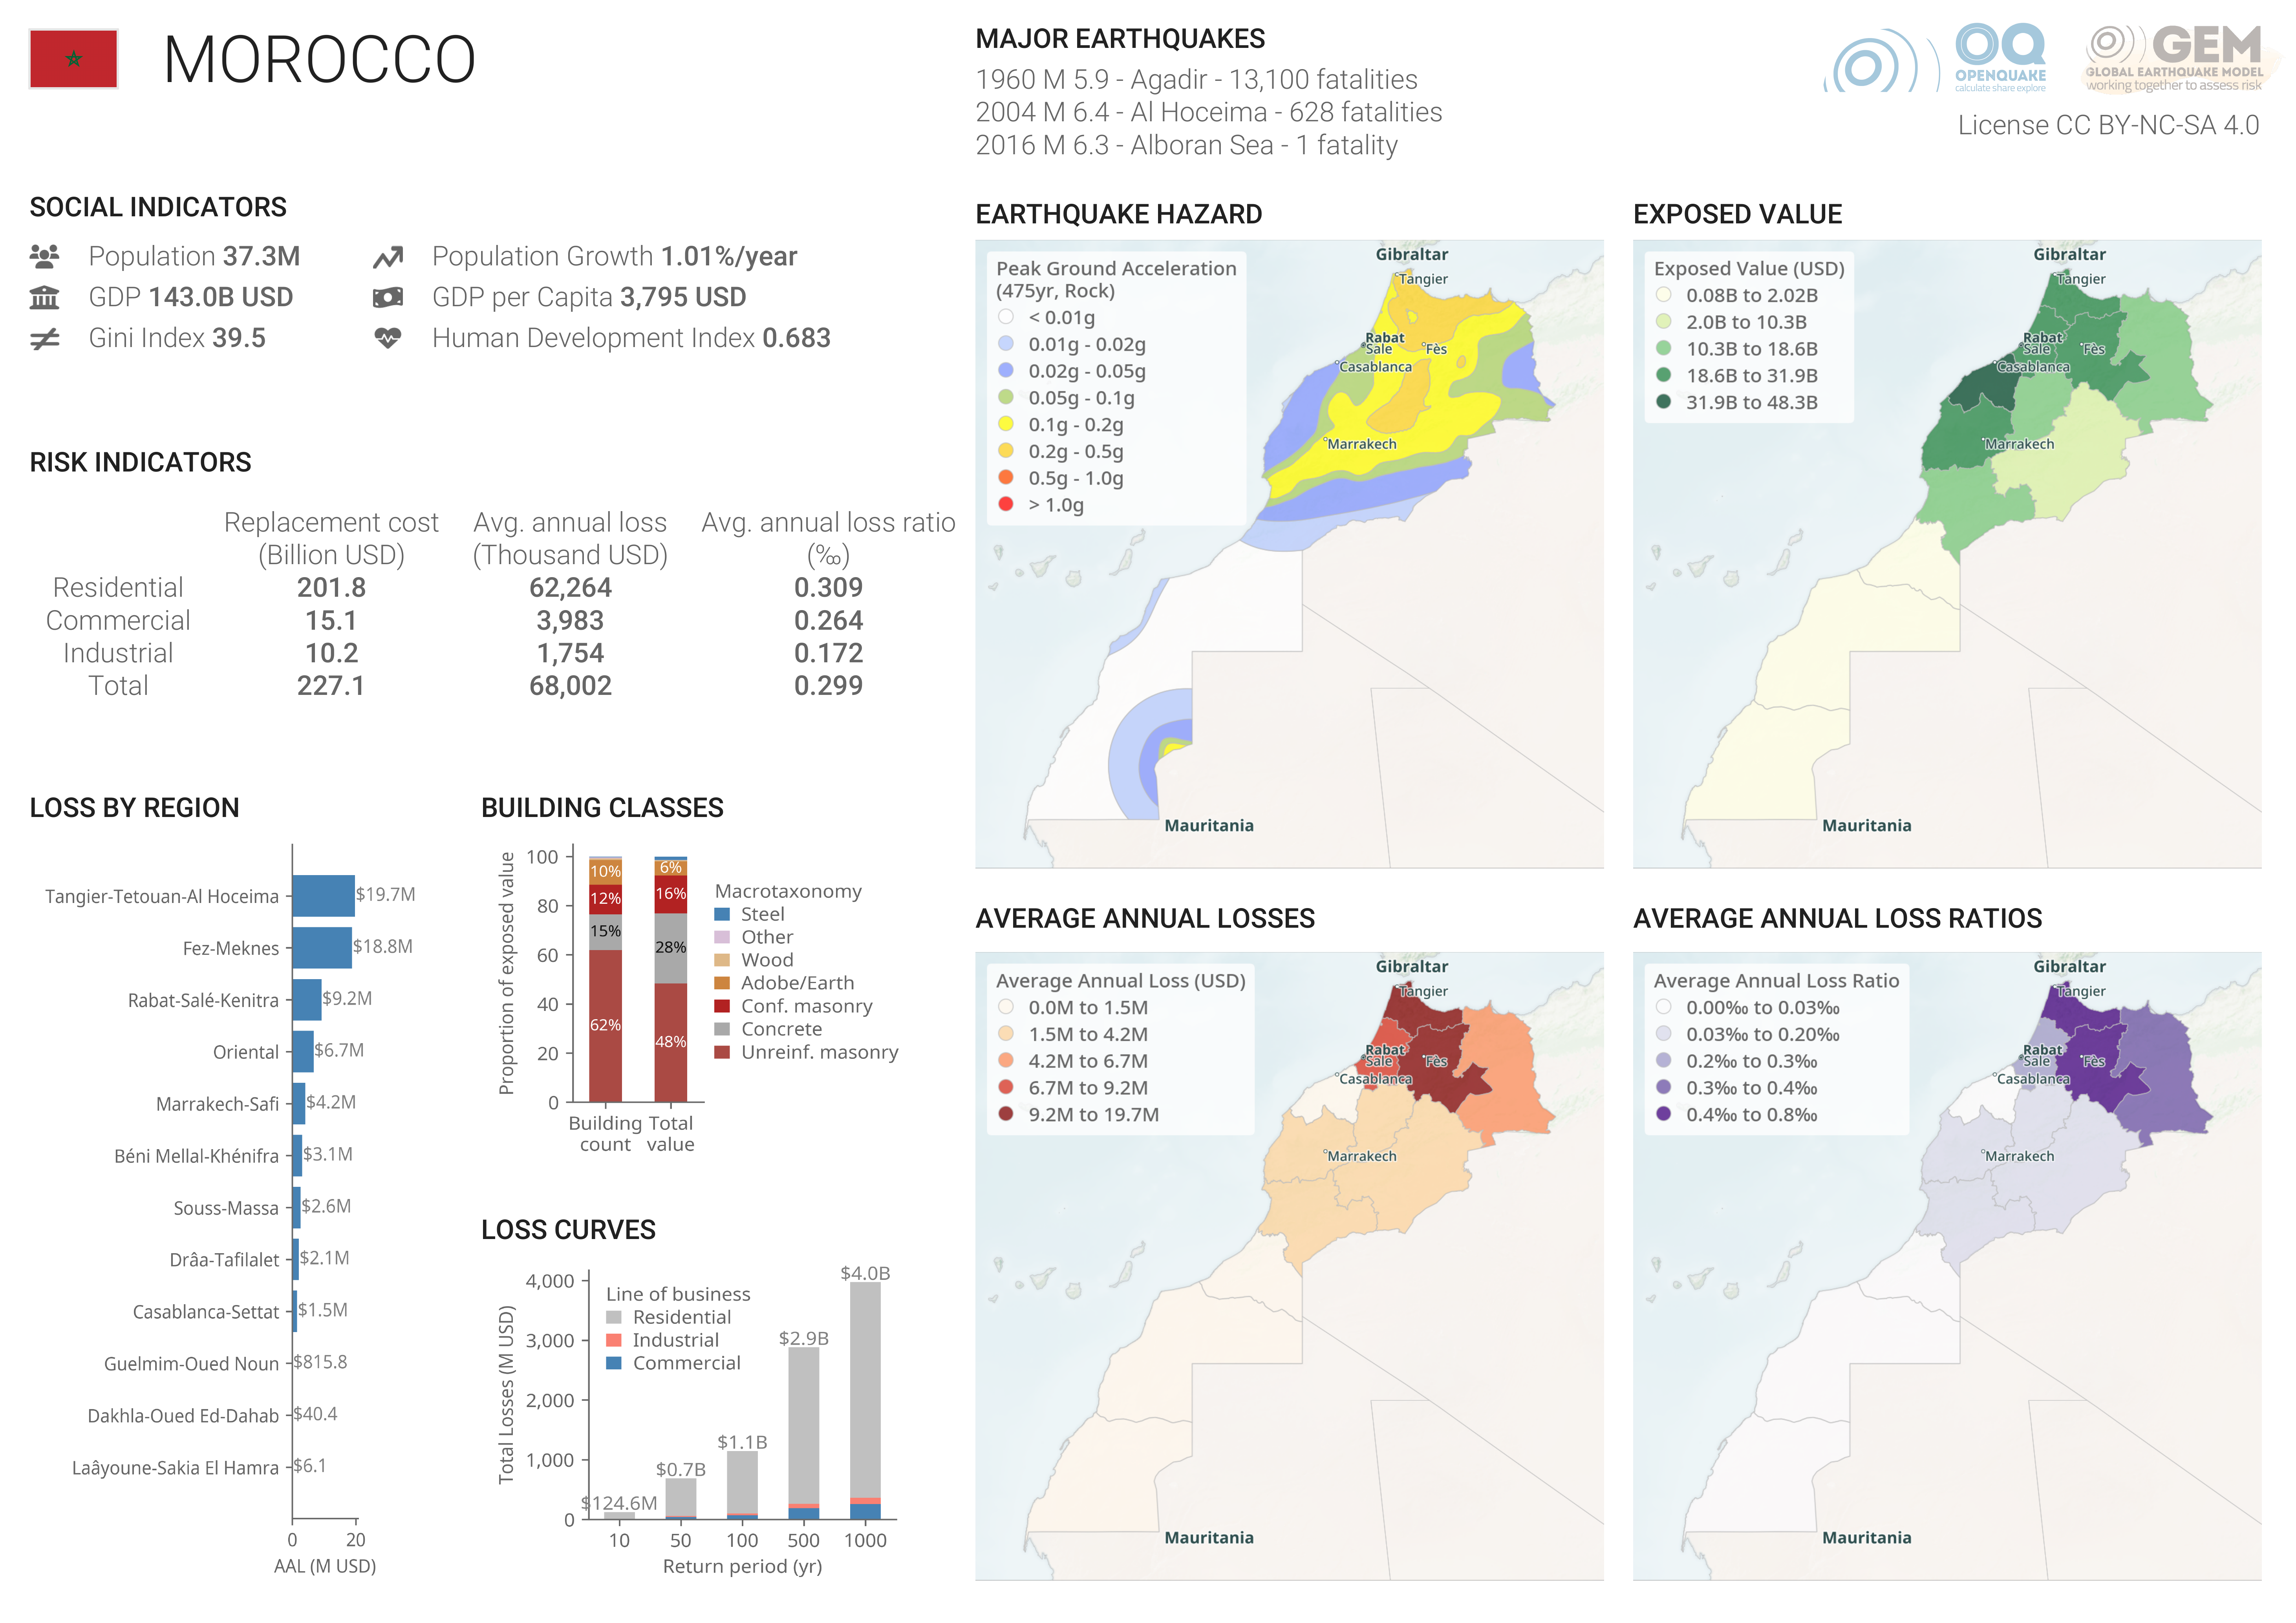 MOROCCO
MAJOR EARTHQUAKES
1960 M 5.9 - Agadir - 13,100 fatalities
2004 M 6.4 - Al Hoceima - 628 fatalities
2016 M 6.3 - Alboran Sea - 1 fatality
OQ
OPENQUAKE
calculate share explore
GEM
GLOBAL EARTHQUAKE MODEL
working together to assess risk
License CC BY-NC-SA 4.0
SOCIAL INDICATORS
Population 37.3M
Population Growth 1.01%/year
GDP 143.0B USD
GDP per Capita 3,795 USD
Gini Index 39.5
Human Development Index 0.683
RISK INDICATORS
Replacement cost Avg. annual loss Avg. annual loss ratio
(Billion USD) (Thousand USD) (‰)
Residential 201.8 62,264 0.309
Commercial 15.1 3,983 0.264
Industrial 10.2 1,754 0.172
Total 227.1 68,002 0.299
LOSS BY REGION
Tangier-Tetouan-Al Hoceima $19.7M
Fez-Meknes $18.8M
Rabat-Salé-Kenitra $9.2M
Oriental $6.7M
Marrakech-Safi $4.2M
Béni Mellal-Khénifra $3.1M
Souss-Massa $2.6M
Drâa-Tafilalet $2.1M
Casablanca-Settat $1.5M
Guelmim-Oued Noun $815.8
Dakhla-Oued Ed-Dahab $40.4
Laâyoune-Sakia El Hamra $6.1
0 20
AAL (M USD)
BUILDING CLASSES
Proportion of exposed value
100
80
60
40
20
0
10%
12%
15%
62%
6%
16%
28%
48%
Building count
Total value
Macrotaxonomy
Steel
Other
Wood
Adobe/Earth
Conf. masonry
Concrete
Unreinf. masonry
LOSS CURVES
Total Losses (M USD)
4,000
3,000
2,000
1,000
0
Line of business
Residential
Industrial
Commercial
$124.6M
$0.7B
$1.1B
$2.9B
$4.0B
10 50 100 500 1000
Return period (yr)
EARTHQUAKE HAZARD
Peak Ground Acceleration
(475yr, Rock)
< 0.01g
0.01g - 0.02g
0.02g - 0.05g
0.05g - 0.1g
0.1g - 0.2g
0.2g - 0.5g
0.5g - 1.0g
> 1.0g
Gibraltar
Tangier
Rabat
Sale
Fès
Casablanca
Marrakech
Mauritania
EXPOSED VALUE
Exposed Value (USD)
0.08B to 2.02B
2.0B to 10.3B
10.3B to 18.6B
18.6B to 31.9B
31.9B to 48.3B
Gibraltar
Tangier
Rabat
Sale
Fès
Casablanca
Marrakech
Mauritania
AVERAGE ANNUAL LOSSES
Average Annual Loss (USD)
0.0M to 1.5M
1.5M to 4.2M
4.2M to 6.7M
6.7M to 9.2M
9.2M to 19.7M
Gibraltar
Tangier
Rabat
Sale
Fès
Casablanca
Marrakech
Mauritania
AVERAGE ANNUAL LOSS RATIOS
Average Annual Loss Ratio
0.00‰ to 0.03‰
0.03‰ to 0.20‰
0.2‰ to 0.3‰
0.3‰ to 0.4‰
0.4‰ to 0.8‰
Gibraltar
Tangier
Rabat
Sale
Fès
Casablanca
Marrakech
Mauritania